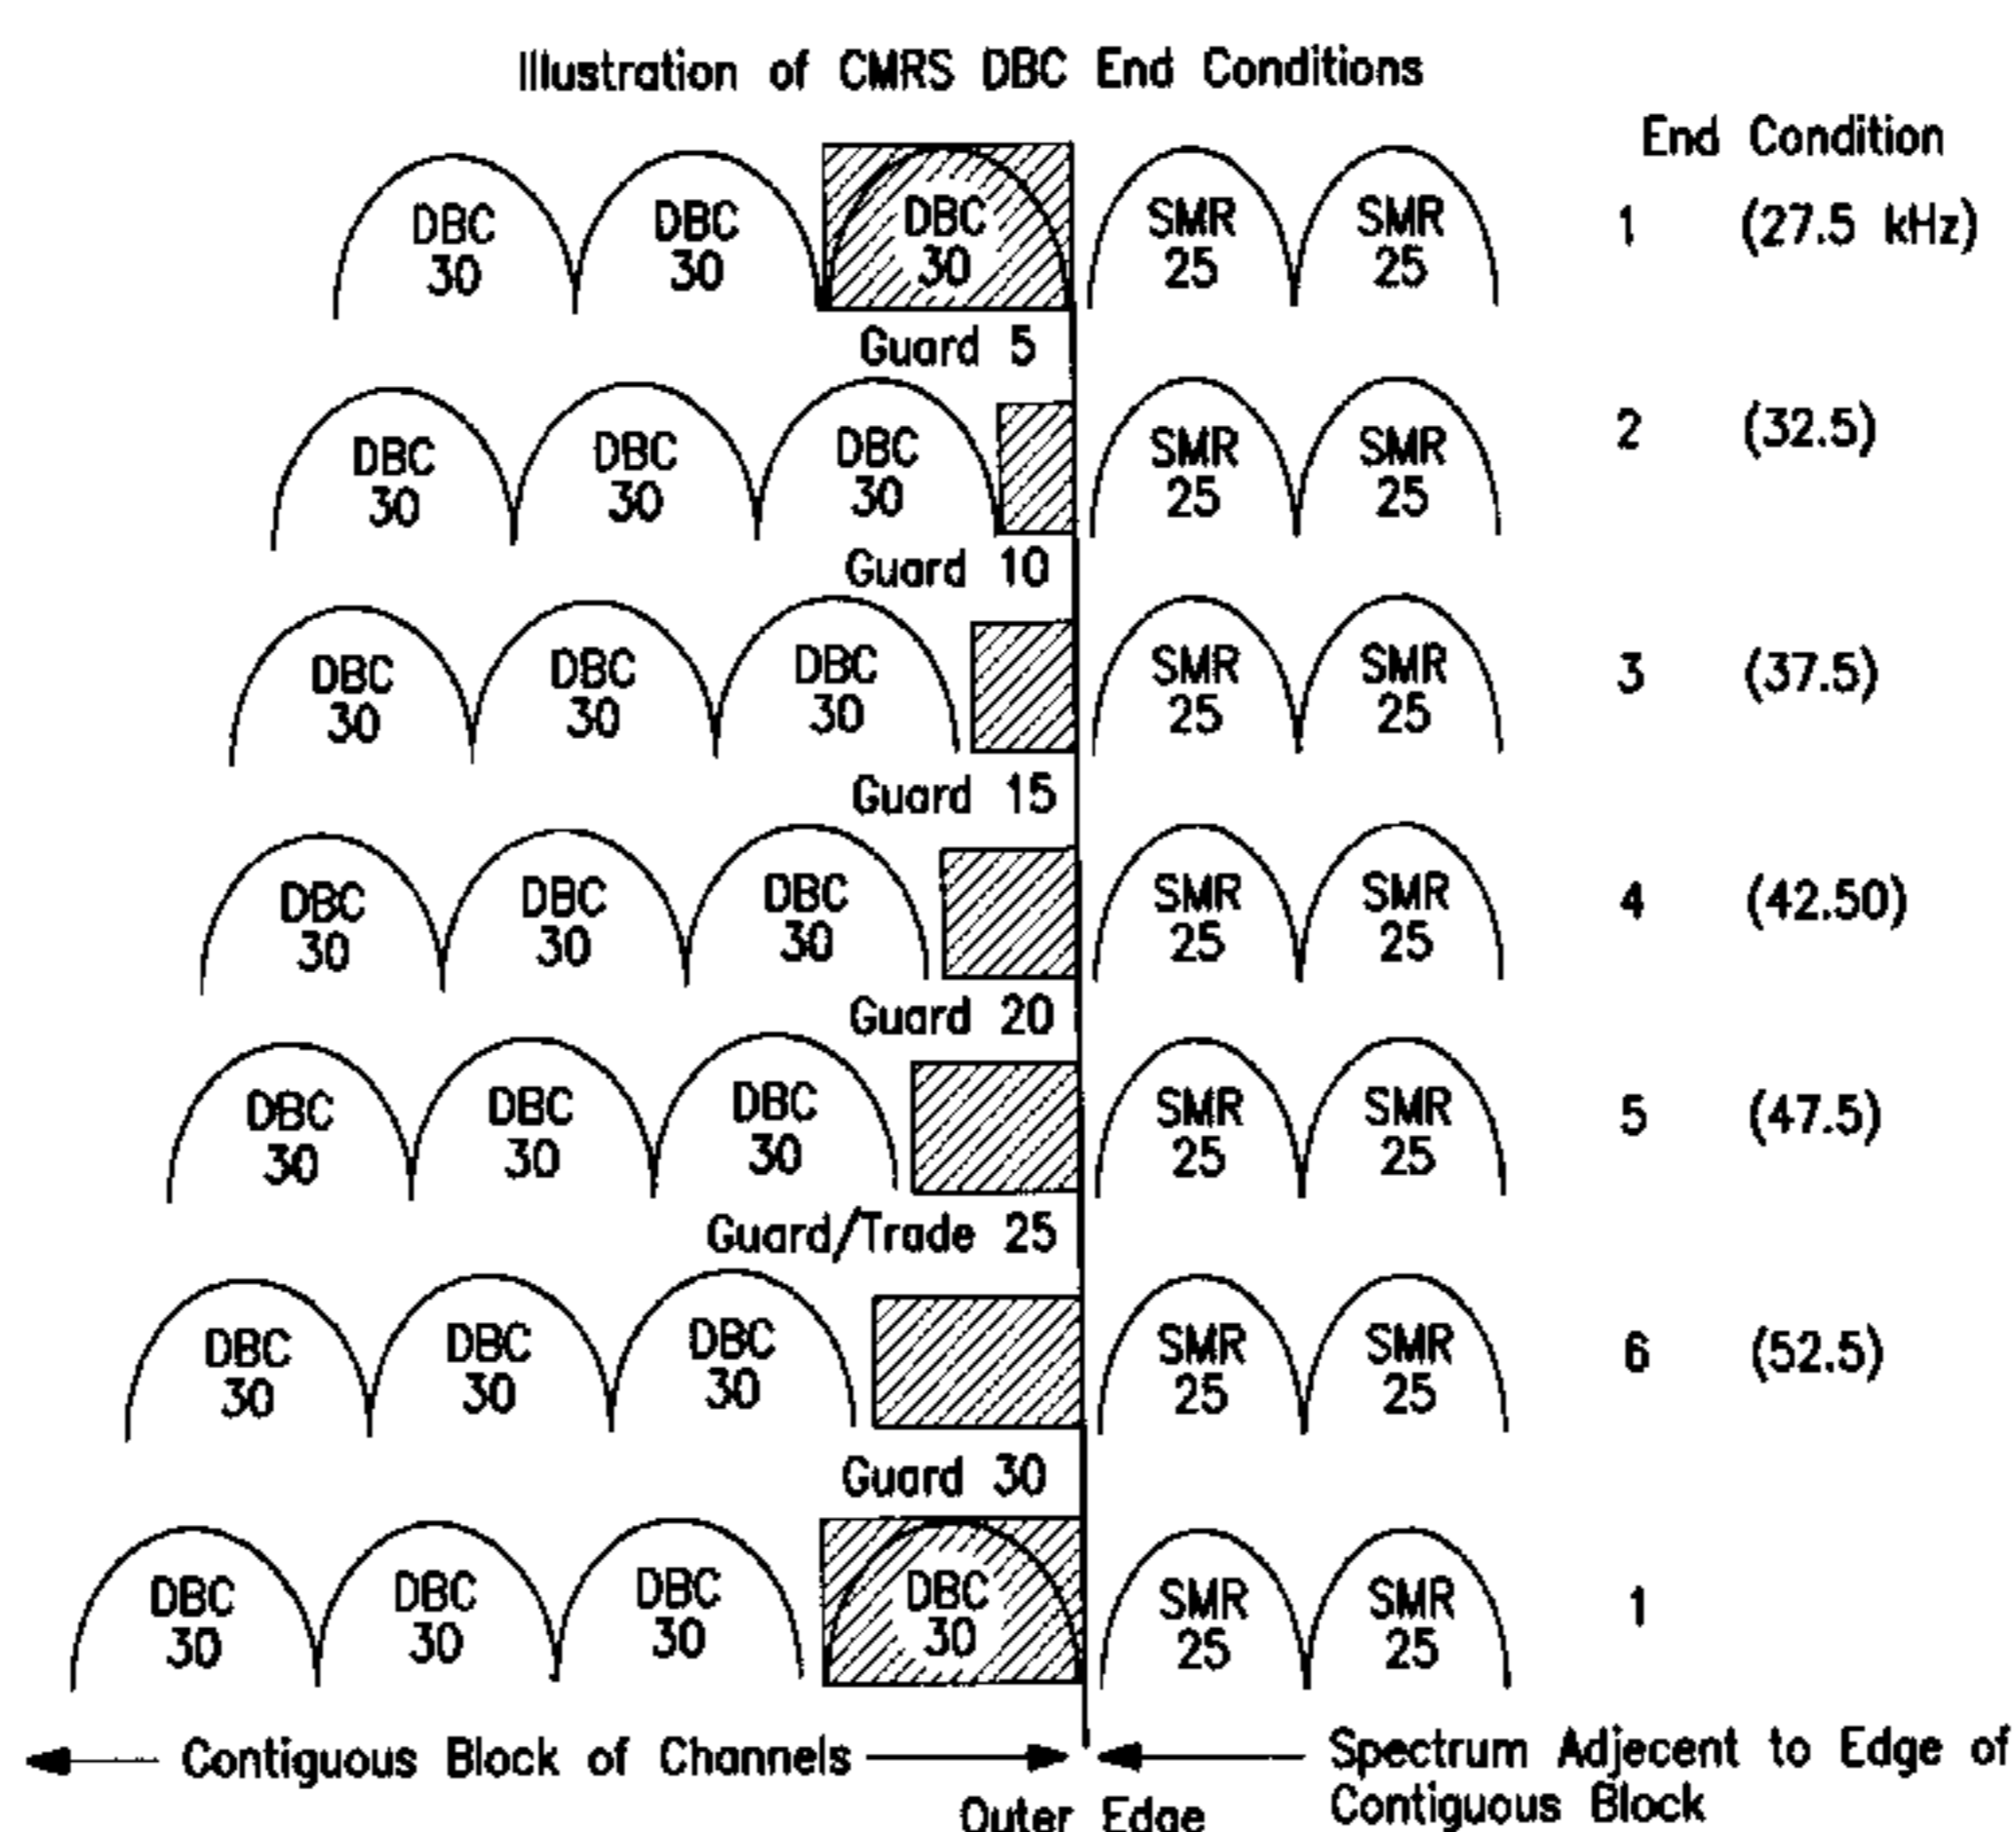 Illustration of CMRS DBC End Conditions
End Condition
DBC 30 DBC 30 DBC 30 SMR 25 SMR 25 1 (27.5 kHz)
Guard 5
DBC 30 DBC 30 DBC 30 SMR 25 SMR 25 2 (32.5)
Guard 10
DBC 30 DBC 30 DBC 30 SMR 25 SMR 25 3 (37.5)
Guard 15
DBC 30 DBC 30 DBC 30 SMR 25 SMR 25 4 (42.50)
Guard 20
DBC 30 DBC 30 DBC 30 SMR 25 SMR 25 5 (47.5)
Guard/Trade 25
DBC 30 DBC 30 DBC 30 SMR 25 SMR 25 6 (52.5)
Guard 30
DBC 30 DBC 30 DBC 30 DBC 30 SMR 25 SMR 25 1
Contiguous Block of Channels
Outer Edge
Spectrum Adjecent to Edge of
Contiguous Block